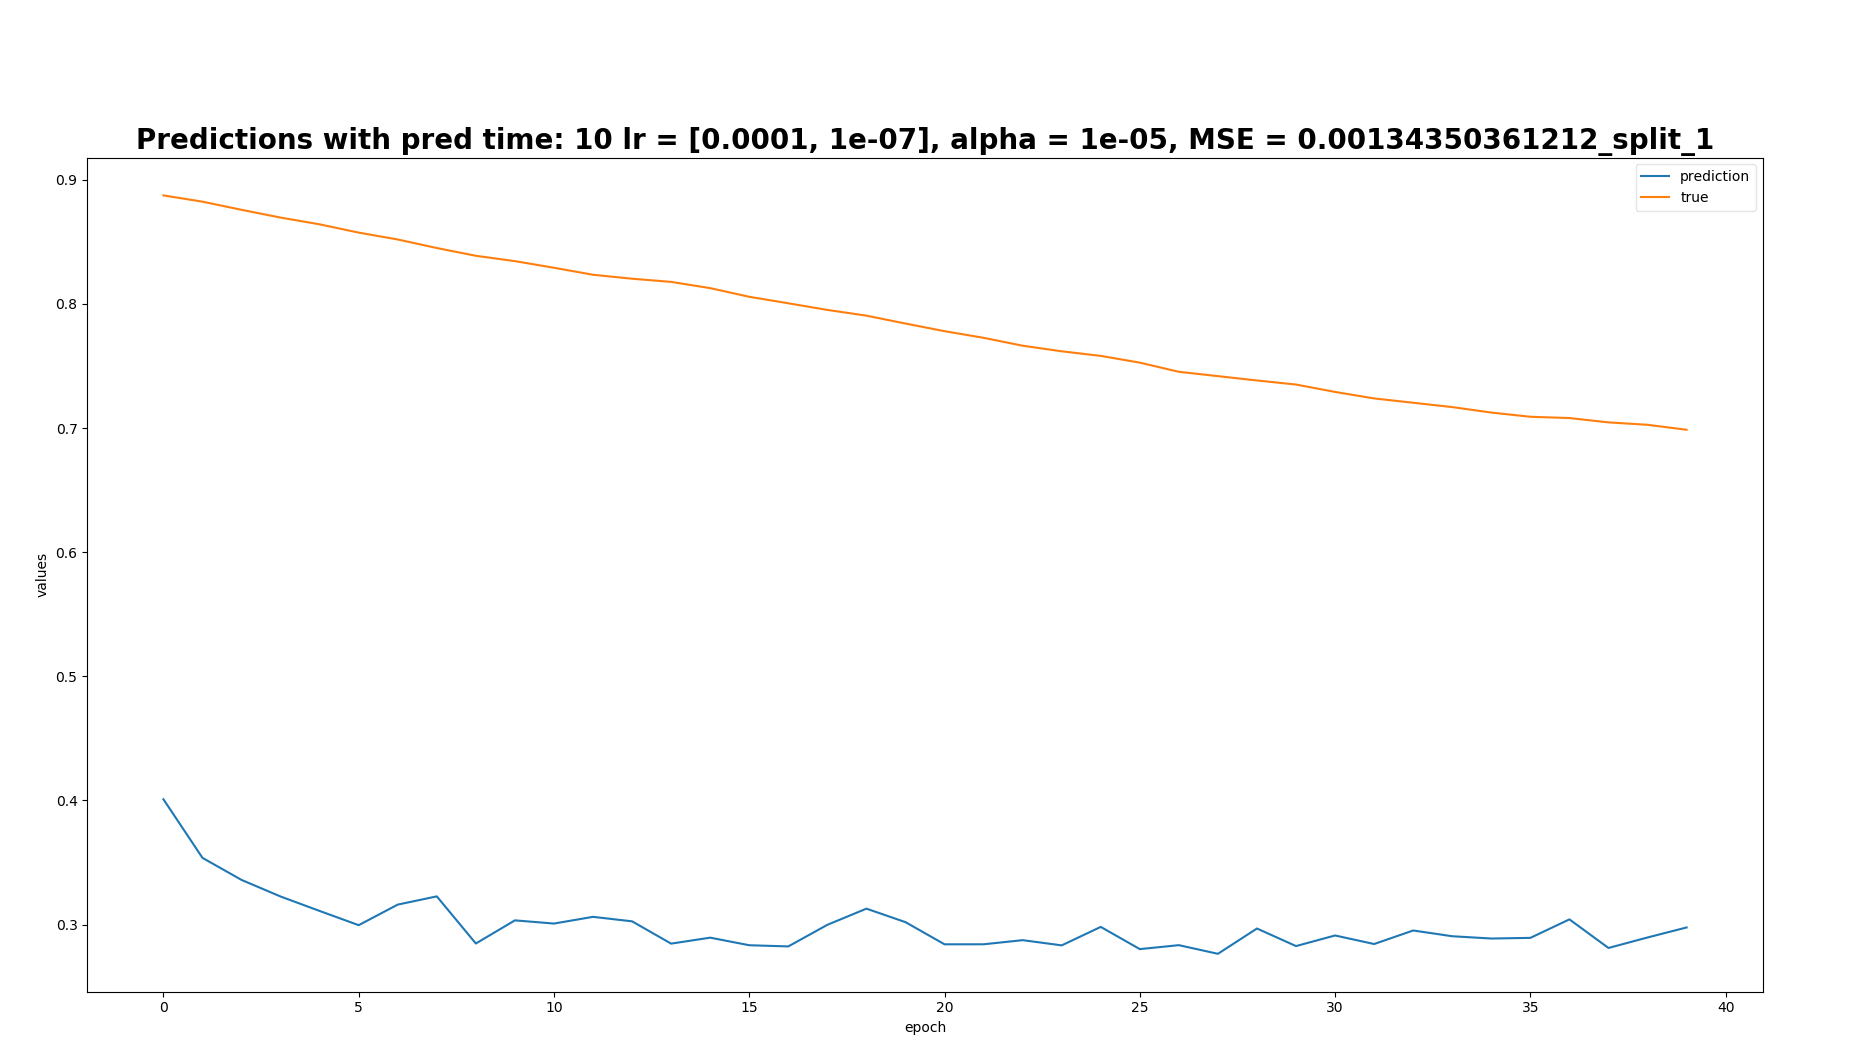 Predictions with pred time: 10 lr = [0.0001, 1e-07], alpha = 1e-05, MSE = 0.00134350361212_split_1
prediction
true
values
0.9
0.8
0.7
0.6
0.5
0.4
0.3
0 5 10 15 20 25 30 35 40
epoch